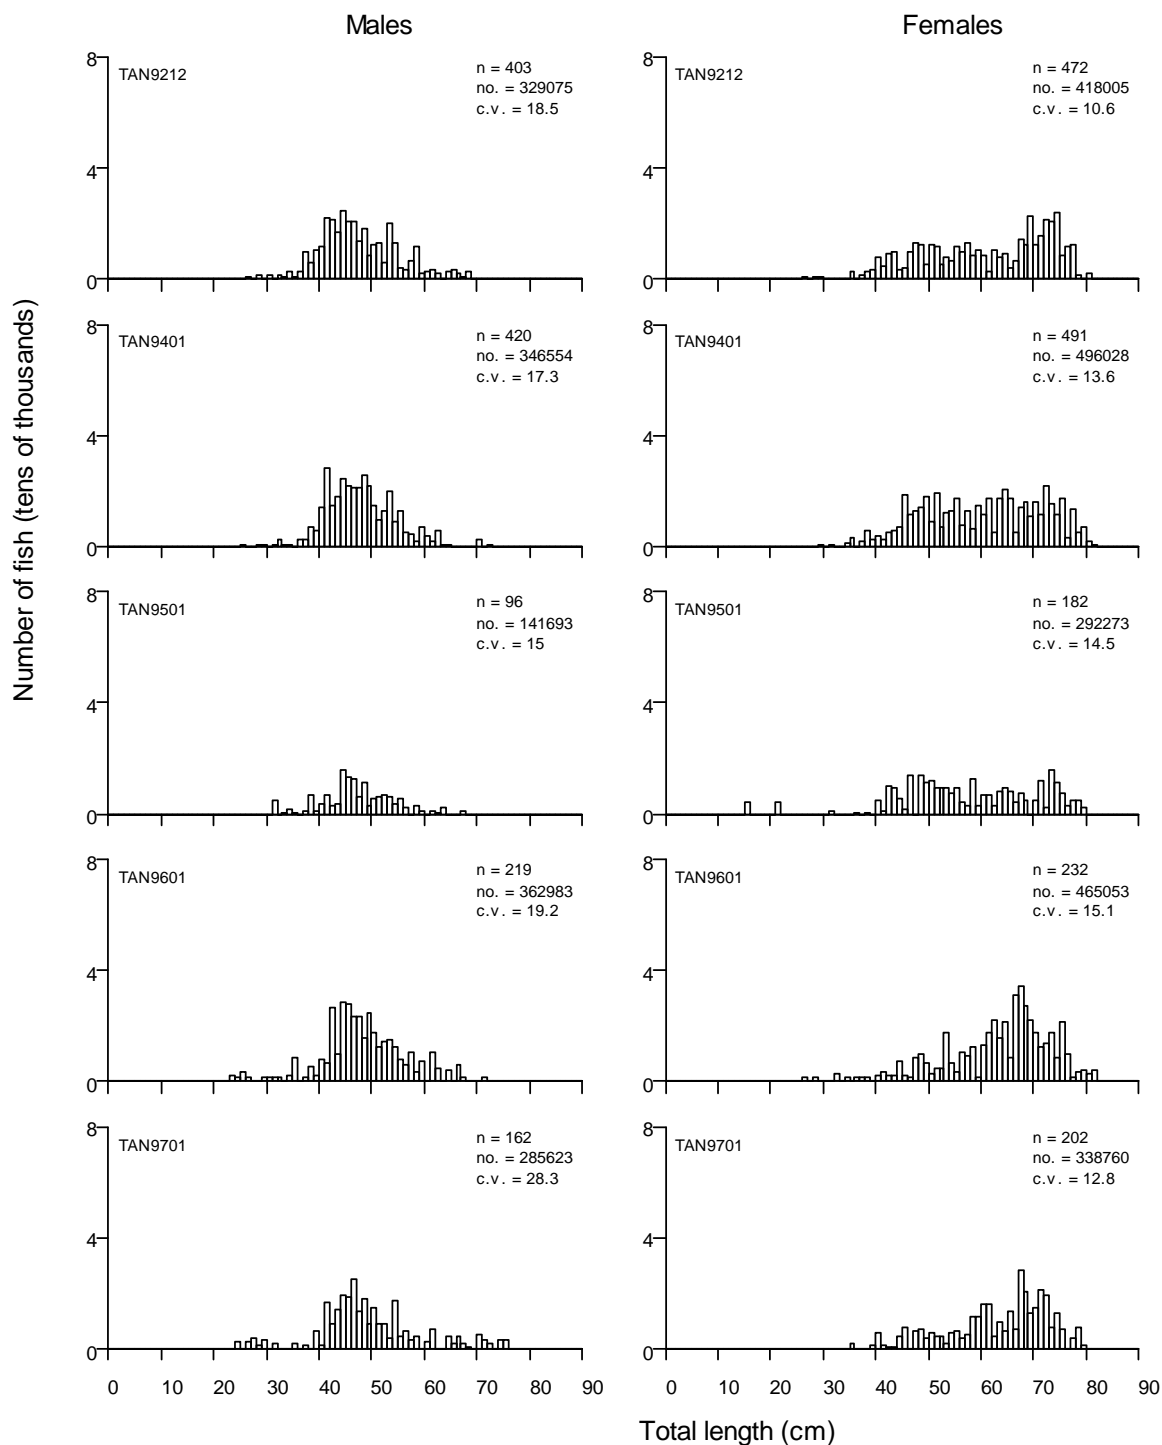 Males
Females
Number of fish (tens of thousands)
8
4
0
TAN9212
n = 403
no. = 329075
c.v. = 18.5
8
4
0
TAN9212
n = 472
no. = 418005
c.v. = 10.6
8
4
0
TAN9401
n = 420
no. = 346554
c.v. = 17.3
8
4
0
TAN9401
n = 491
no. = 496028
c.v. = 13.6
8
4
0
TAN9501
n = 96
no. = 141693
c.v. = 15
8
4
0
TAN9501
n = 182
no. = 292273
c.v. = 14.5
8
4
0
TAN9601
n = 219
no. = 362983
c.v. = 19.2
8
4
0
TAN9601
n = 232
no. = 465053
c.v. = 15.1
8
4
0
TAN9701
n = 162
no. = 285623
c.v. = 28.3
8
4
0
TAN9701
n = 202
no. = 338760
c.v. = 12.8
0 10 20 30 40 50 60 70 80 90
0 10 20 30 40 50 60 70 80 90
Total length (cm)